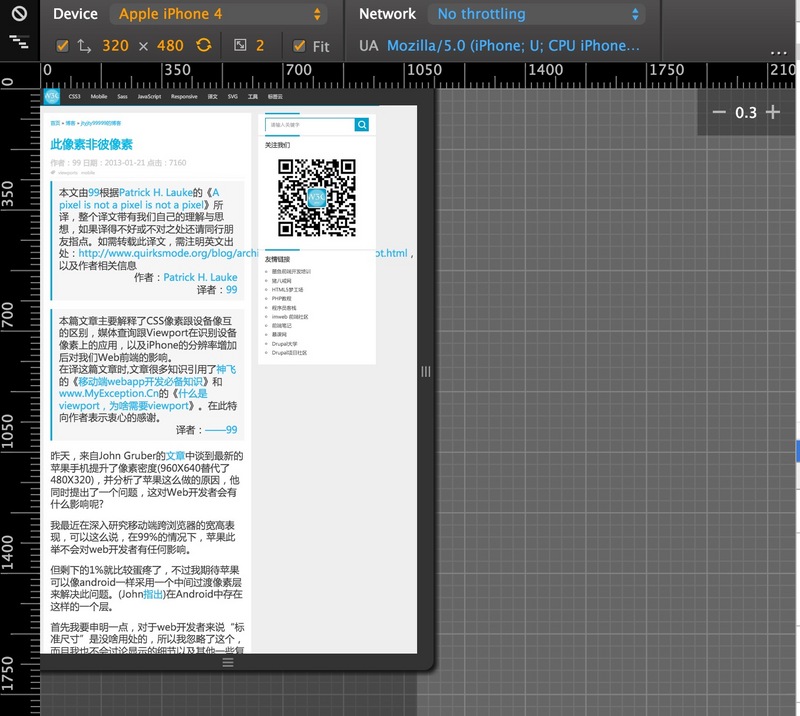 Device Apple iPhone 4 Network No throttling
320 × 480 2 Fit UA Mozilla/5.0 (iPhone; U; CPU iPhone... ...
0 350 700 1050 1400 1750 210
0
350
700
1050
1400
1750
0.3
W3C CSS3 Mobile Sass JavaScript Responsive 译文 SVG 工具 标签云
首页 » 博客 » jtyjty99999的博客
此像素非彼像素
作者：99 日期：2013-01-21 点击：7160
viewports mobile
本文由99根据Patrick H. Lauke的《A
pixel is not a pixel is not a pixel》所
译，整个译文带有我们自己的理解与思
想，如果译得不好或不对之处还请同行朋
友指点。如需转载此译文，需注明英文出
处：http://www.quirksmode.org/blog/archi
ot.html，
以及作者相关信息
作者：Patrick H. Lauke
译者：99
本篇文章主要解释了CSS像素跟设备像互
的区别，媒体查询跟Viewport在识别设备
像素上的应用，以及iPhone的分辨率增加
后对我们Web前端的影响。
在译这篇文章时,文章很多知识引用了神飞
的《移动端webapp开发必备知识》和
www.MyException.Cn的《什么是
viewport，为啥需要viewport》。在此特
向作者表示衷心的感谢。
译者：——99
昨天，来自John Gruber的文章中谈到最新的
苹果手机提升了像素密度(960X640替代了
480X320)，并分析了苹果这么做的原因，他
同时提出了一个问题，这对Web开发者会有
什么影响呢?
我最近在深入研究移动端跨浏览器的宽高表
现，可以这么说，在99%的情况下，苹果此
举不会对web开发者有任何影响。
但剩下的1%就比较蛋疼了，不过我期待苹果
可以像android一样采用一个中间过渡像素层
来解决此问题。(John指出)在Android中存在
这样的一个层。
首先我要申明一点，对于web开发者来说“标
准尺寸”是没啥用处的，所以我忽略了这个，
而且我也不会讨论显示的细节以及其他一些复
请输入关键字
关注我们
W3C
友情链接
墨鱼前端开发培训
猪八戒网
HTML5梦工场
PHP教程
程序员客栈
imweb 前端社区
前端笔记
慕课网
Drupal大学
Drupal话日社区